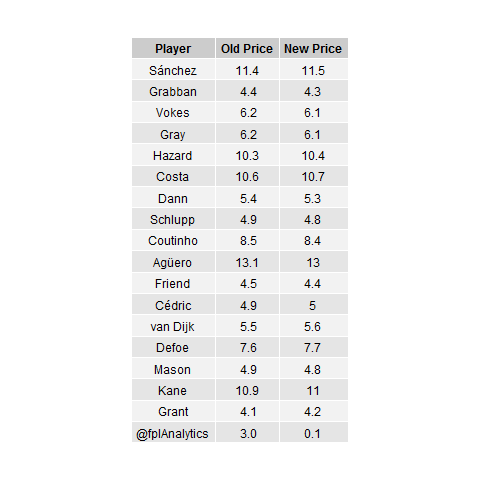 Player Old Price New Price
Sánchez 11.4 11.5
Grabban 4.4 4.3
Vokes 6.2 6.1
Gray 6.2 6.1
Hazard 10.3 10.4
Costa 10.6 10.7
Dann 5.4 5.3
Schlupp 4.9 4.8
Coutinho 8.5 8.4
Agüero 13.1 13
Friend 4.5 4.4
Cédric 4.9 5
van Dijk 5.5 5.6
Defoe 7.6 7.7
Mason 4.9 4.8
Kane 10.9 11
Grant 4.1 4.2
@fplAnalytics 3.0 0.1